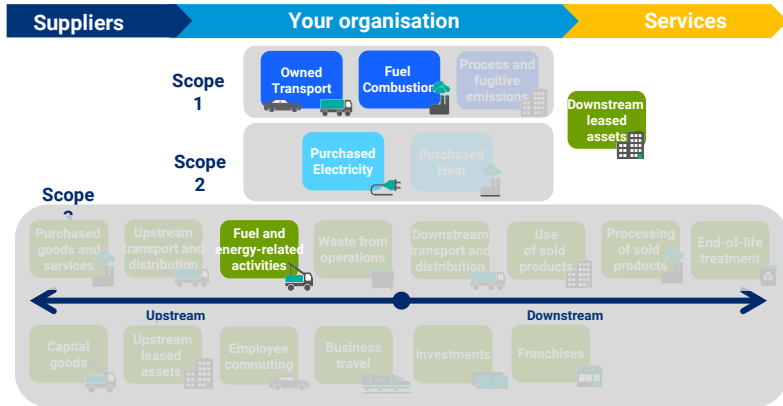 Suppliers
Your organisation
Services
Scope
1
Owned
Transport
Fuel
Combustion
Process and
fugitive
emissions
Downstream
leased
assets
Scope
2
Purchased
Electricity
Purchased
Heat
Scope
3
Purchased
goods and
services
Upstream
transport and
distribution
Fuel and
energy-related
activities
Waste from
operations
Downstream
transport and
distribution
Use
of sold
products
Processing
of sold
products
End-of-life
treatment
Upstream
Downstream
Capital
goods
Upstream
leased
assets
Employee
commuting
Business
travel
Investments
Franchises